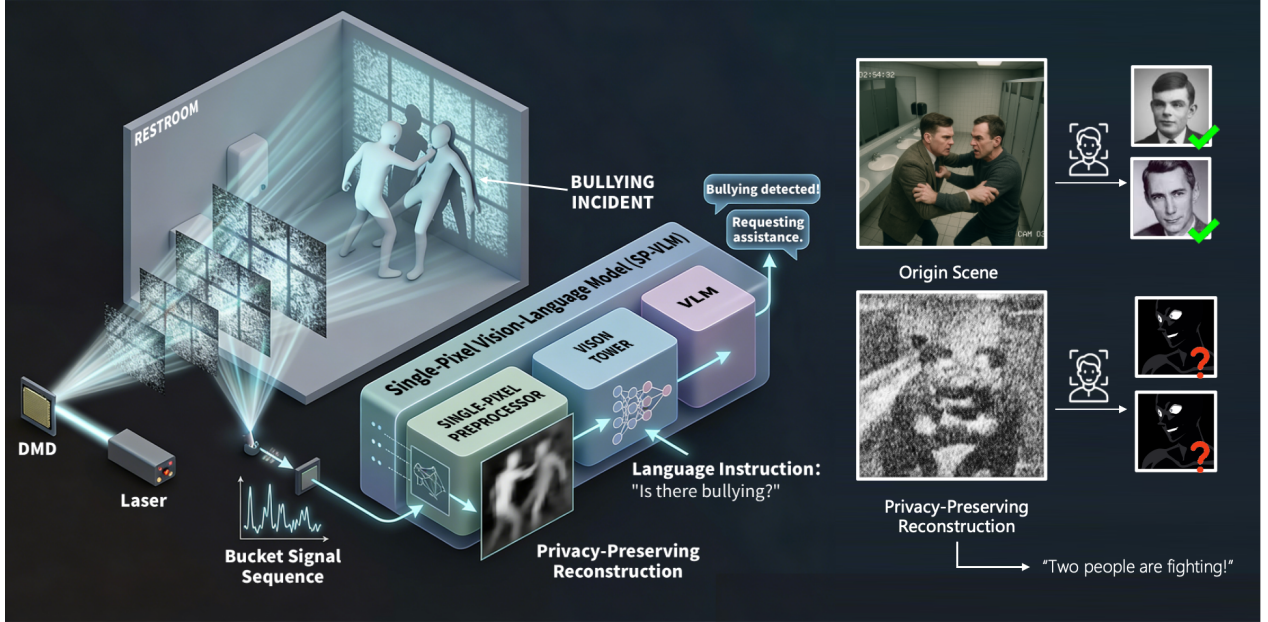 RESTROOM
BULLYING
INCIDENT
DMD
Laser
Bucket Signal
Sequence
Single-Pixel Vision-Language Model (SP-VLM)
SINGLE-PIXEL
PREPROCESSOR
VISON
TOWER
VLM
Bullying detected!
Requesting
assistance.
Language Instruction:
"Is there bullying?"
Privacy-Preserving
Reconstruction
02:54:32
CAM 03
Origin Scene
?
?
Privacy-Preserving
Reconstruction
“Two people are fighting!”